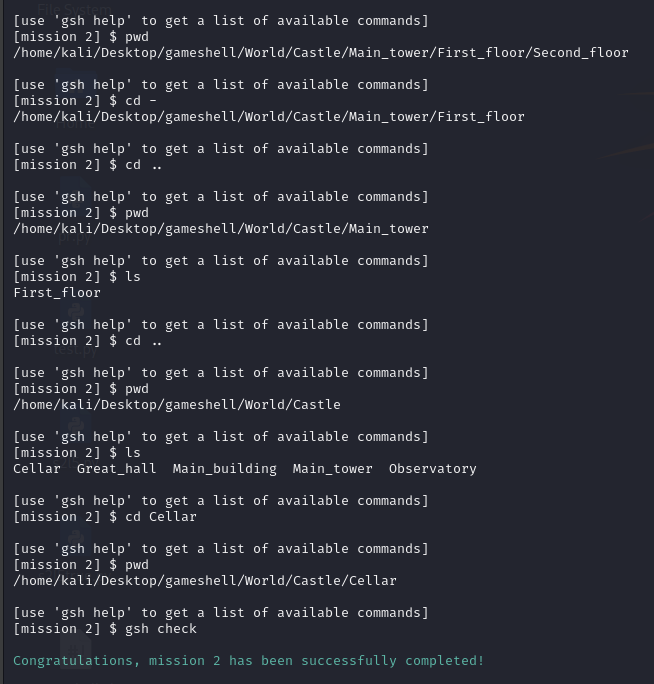 [use 'gsh help' to get a list of available commands]
[mission 2] $ pwd
/home/kali/Desktop/gameshell/World/Castle/Main_tower/First_floor/Second_floor
[use 'gsh help' to get a list of available commands]
[mission 2] $ cd -
/home/kali/Desktop/gameshell/World/Castle/Main_tower/First_floor
[use 'gsh help' to get a list of available commands]
[mission 2] $ cd ..
[use 'gsh help' to get a list of available commands]
[mission 2] $ pwd
/home/kali/Desktop/gameshell/World/Castle/Main_tower
[use 'gsh help' to get a list of available commands]
[mission 2] $ ls
First_floor
[use 'gsh help' to get a list of available commands]
[mission 2] $ cd ..
[use 'gsh help' to get a list of available commands]
[mission 2] $ pwd
/home/kali/Desktop/gameshell/World/Castle
[use 'gsh help' to get a list of available commands]
[mission 2] $ ls
Cellar  Great_hall  Main_building  Main_tower  Observatory
[use 'gsh help' to get a list of available commands]
[mission 2] $ cd Cellar
[use 'gsh help' to get a list of available commands]
[mission 2] $ pwd
/home/kali/Desktop/gameshell/World/Castle/Cellar
[use 'gsh help' to get a list of available commands]
[mission 2] $ gsh check
Congratulations, mission 2 has been successfully completed!